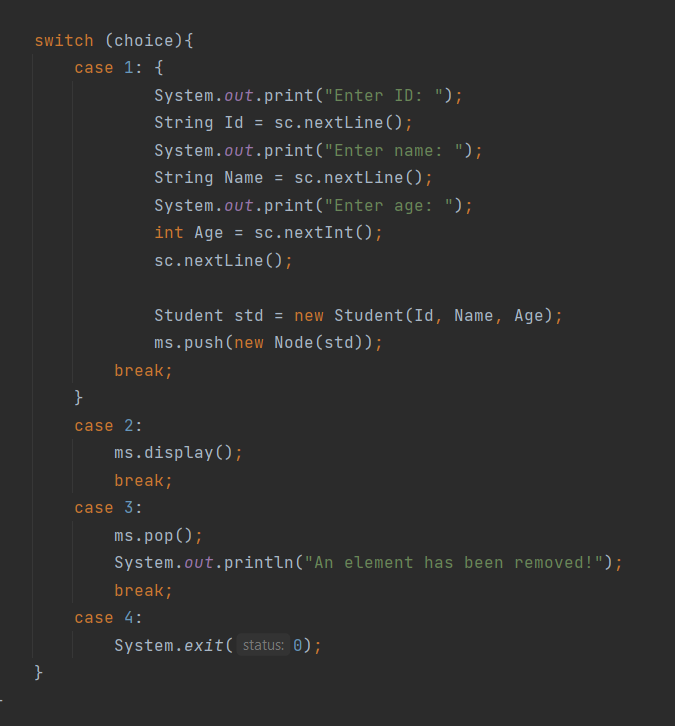 switch (choice){
case 1: {
System.out.print("Enter ID: ");
String Id = sc.nextLine();
System.out.print("Enter name: ");
String Name = sc.nextLine();
System.out.print("Enter age: ");
int Age = sc.nextInt();
sc.nextLine();
Student std = new Student(Id, Name, Age);
ms.push(new Node(std));
break;
}
case 2:
ms.display();
break;
case 3:
ms.pop();
System.out.println("An element has been removed!");
break;
case 4:
System.exit( status: 0);
}